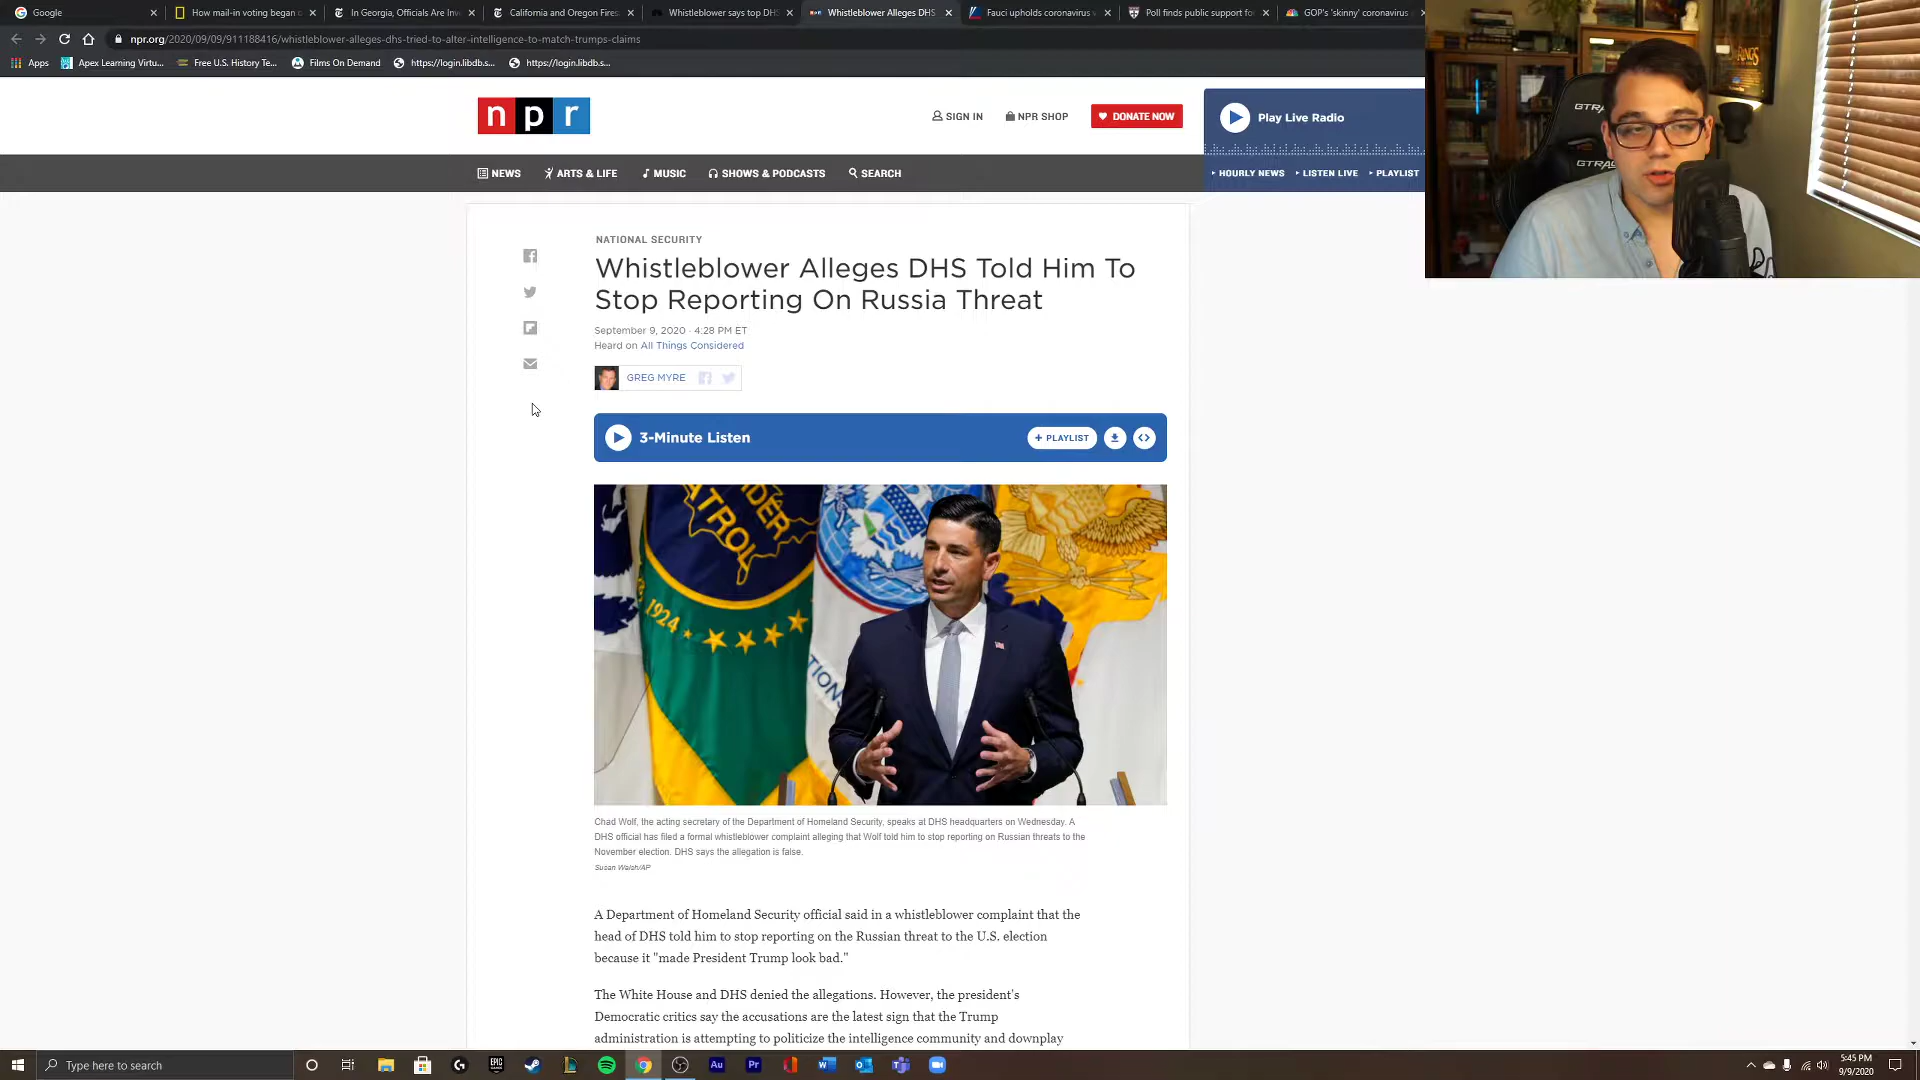 Google
How mail-in voting began
In Georgia, Officials Are Inv
California and Oregon Fires
Whistleblower says top DHS
Whistleblower Alleges DHS
Fauci upholds coronavirus v
Poll finds public support fo
GOP's 'skinny' coronavirus
npr.org/2020/09/09/911188416/whistleblower-alleges-dhs-tried-to-alter-intelligence-to-match-trumps-claims
Apps
Apex Learning Virtu...
Free U.S. History Te...
Films On Demand
https://login.libdb.s...
https://login.libdb.s...
n p r
SIGN IN
NPR SHOP
DONATE NOW
Play Live Radio
NEWS
ARTS & LIFE
MUSIC
SHOWS & PODCASTS
SEARCH
HOURLY NEWS
LISTEN LIVE
PLAYLIST
NATIONAL SECURITY
Whistleblower Alleges DHS Told Him To
Stop Reporting On Russia Threat
September 9, 2020 · 4:28 PM ET
Heard on All Things Considered
GREG MYRE
3-Minute Listen
+ PLAYLIST
1924
Chad Wolf, the acting secretary of the Department of Homeland Security, speaks at DHS headquarters on Wednesday. A
DHS official has filed a formal whistleblower complaint alleging that Wolf told him to stop reporting on Russian threats to the
November election. DHS says the allegation is false.
Susan Walsh/AP
A Department of Homeland Security official said in a whistleblower complaint that the
head of DHS told him to stop reporting on the Russian threat to the U.S. election
because it "made President Trump look bad."
The White House and DHS denied the allegations. However, the president's
Democratic critics say the accusations are the latest sign that the Trump
administration is attempting to politicize the intelligence community and downplay
Type here to search
5:45 PM
9/9/2020